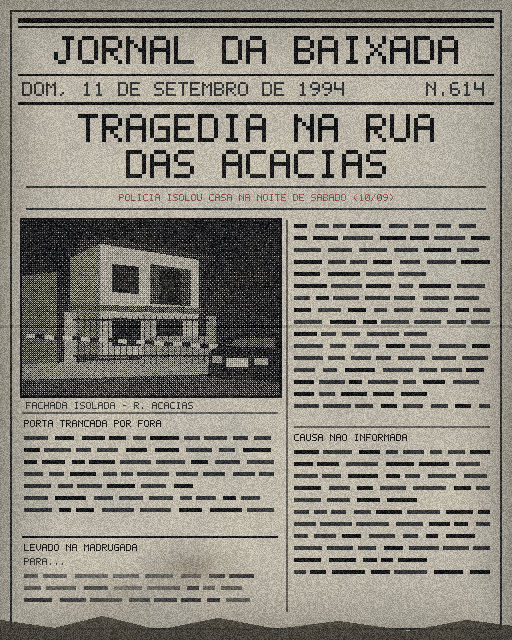 JORNAL DA BAIXADA
DOM, 11 DE SETEMBRO DE 1994 N.614
TRAGEDIA NA RUA
DAS ACACIAS
POLICIA ISOLOU CASA NA NOITE DE SABADO (10/09)
FACHADA ISOLADA - R. ACACIAS
PORTA TRANCADA POR FORA
LEVADO NA MADRUGADA
PARA...
CAUSA NAO INFORMADA